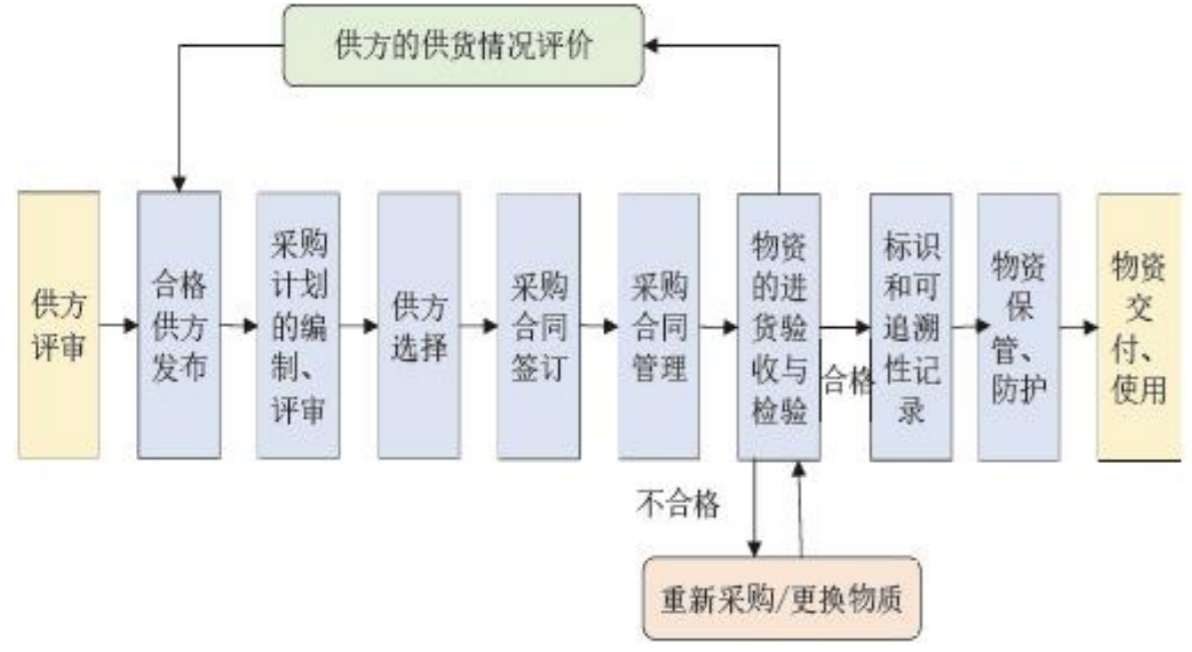 供方的供货情况评价
供方
评审
合格
供方
发布
采购
计划
的编
制、
评审
供方
选择
采购
合同
签订
采购
合同
管理
物资
的进
货验
收与
检验
合格
标识
和可
追溯
性记
录
物资
保
管、
防护
物资
交
付、
使用
不合格
重新采购/更换物质